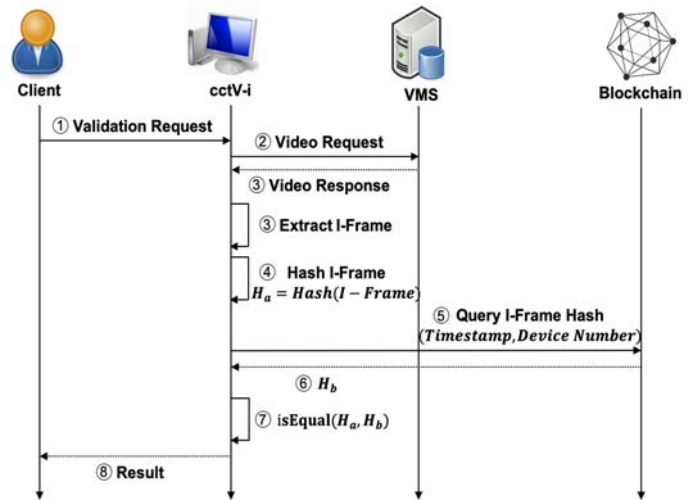 Client
cctV-i
VMS
Blockchain
① Validation Request
② Video Request
③ Video Response
③ Extract I-Frame
④ Hash I-Frame
H_a = Hash(I − Frame)
⑤ Query I-Frame Hash
(Timestamp, Device Number)
⑥ H_b
⑦ isEqual(H_a, H_b)
⑧ Result